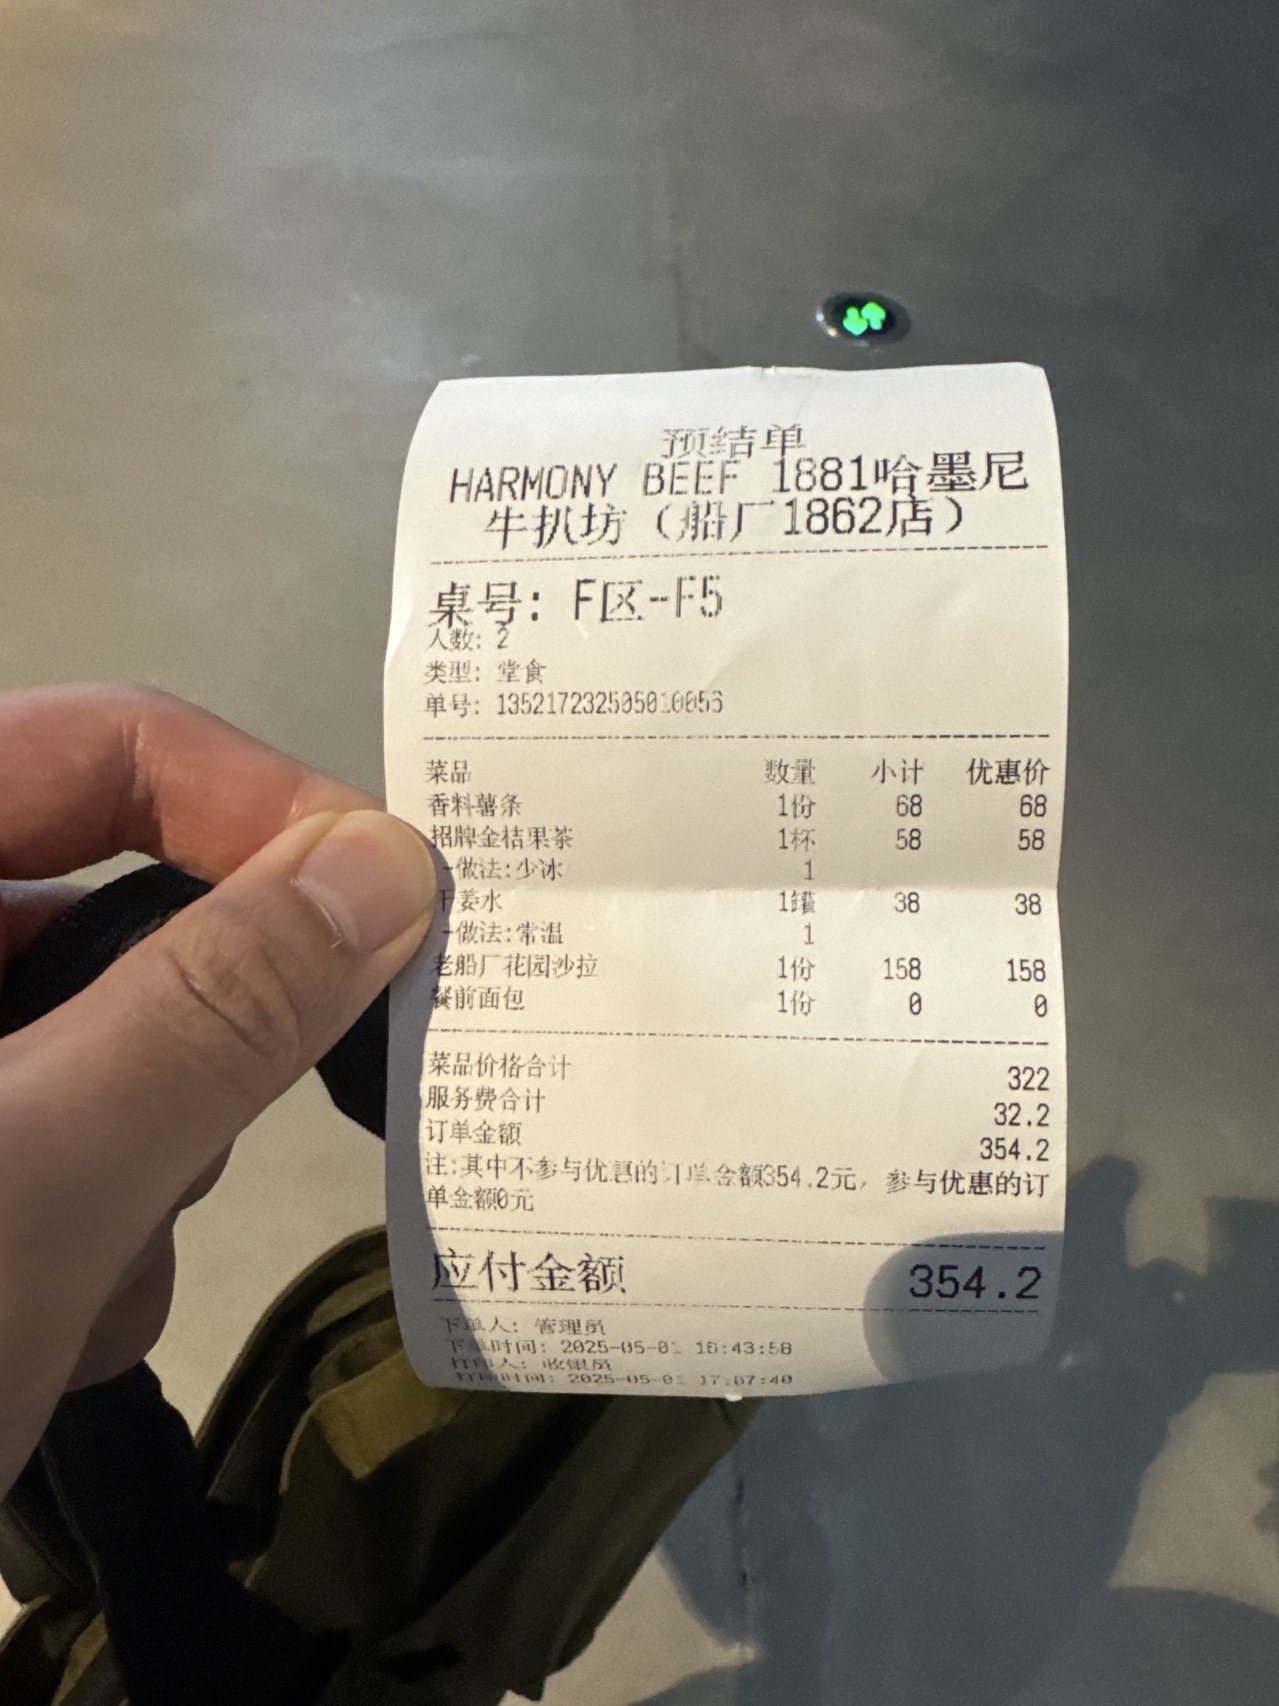 预结单
HARMONY BEEF 1881哈墨尼
牛扒坊（船厂1862店）
桌号: F区-F5
人数: 2
类型: 堂食
单号: 135217232505010056
菜品 数量 小计 优惠价
香料薯条 1份 68 68
招牌金桔果茶 1杯 58 58
-做法:少冰 1
干姜水 1罐 38 38
-做法:常温 1
老船厂花园沙拉 1份 158 158
餐前面包 1份 0 0
菜品价格合计 322
服务费合计 32.2
订单金额 354.2
注:其中不参与优惠的订单金额354.2元, 参与优惠的订
单金额0元
应付金额 354.2
下单人: 管理员
下单时间: 2025-05-01 16:43:58
打印人: 收银员
打印时间: 2025-05-01 17:07:40